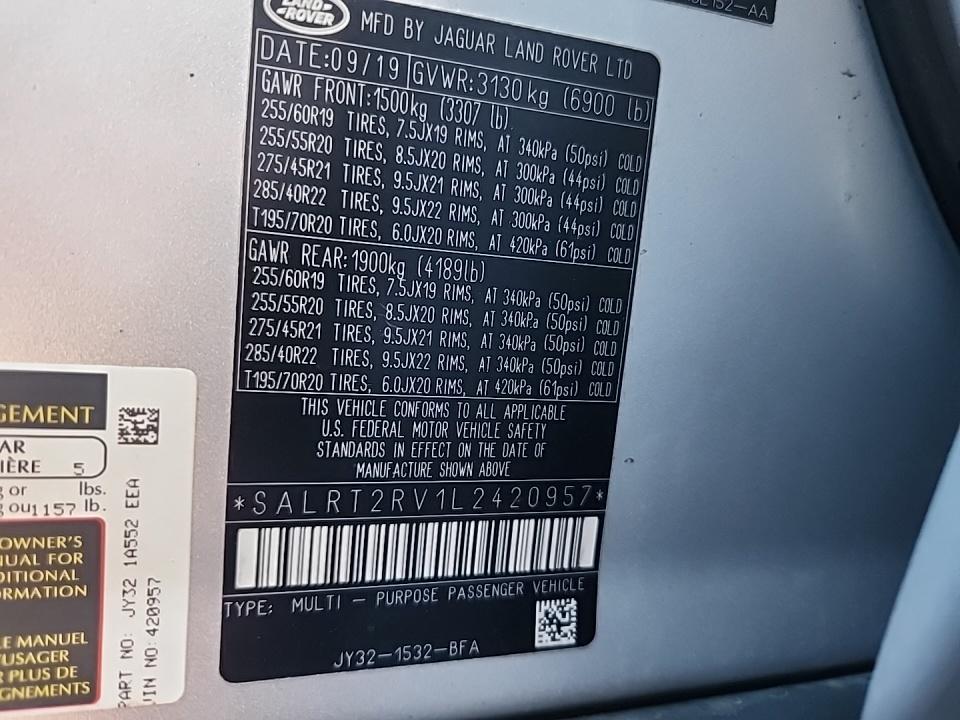 LAND
ROVER
MFD BY JAGUAR LAND ROVER LTD
DATE:09/19 GVWR:3130kg (6900 lb)
GAWR FRONT:1500kg (3307 lb)
255/60R19 TIRES, 7.5JX19 RIMS, AT 340kPa (50psi) COLD
255/55R20 TIRES, 8.5JX20 RIMS, AT 300kPa (44psi) COLD
275/45R21 TIRES, 9.5JX21 RIMS, AT 300kPa (44psi) COLD
285/40R22 TIRES, 9.5JX22 RIMS, AT 300kPa (44psi) COLD
T195/70R20 TIRES, 6.0JX20 RIMS, AT 420kPa (61psi) COLD
GAWR REAR:1900kg (4189lb)
255/60R19 TIRES, 7.5JX19 RIMS, AT 340kPa (50psi) COLD
255/55R20 TIRES, 8.5JX20 RIMS, AT 340kPa (50psi) COLD
275/45R21 TIRES, 9.5JX21 RIMS, AT 340kPa (50psi) COLD
285/40R22 TIRES, 9.5JX22 RIMS, AT 340kPa (50psi) COLD
T195/70R20 TIRES, 6.0JX20 RIMS, AT 420kPa (61psi) COLD
THIS VEHICLE CONFORMS TO ALL APPLICABLE
U.S. FEDERAL MOTOR VEHICLE SAFETY
STANDARDS IN EFFECT ON THE DATE OF
MANUFACTURE SHOWN ABOVE
*SALRT2RV1L2420957*
TYPE: MULTI - PURPOSE PASSENGER VEHICLE
JY32-1532-BFA
152-AA
GEMENT
AR
IÈRE 5
g or lbs.
g ou1157 lb.
OWNER'S
NUAL FOR
DITIONAL
ORMATION
LE MANUEL
'USAGER
R PLUS DE
IGNEMENTS
PART NO: JY32 1A552 EEA
VIN NO:420957